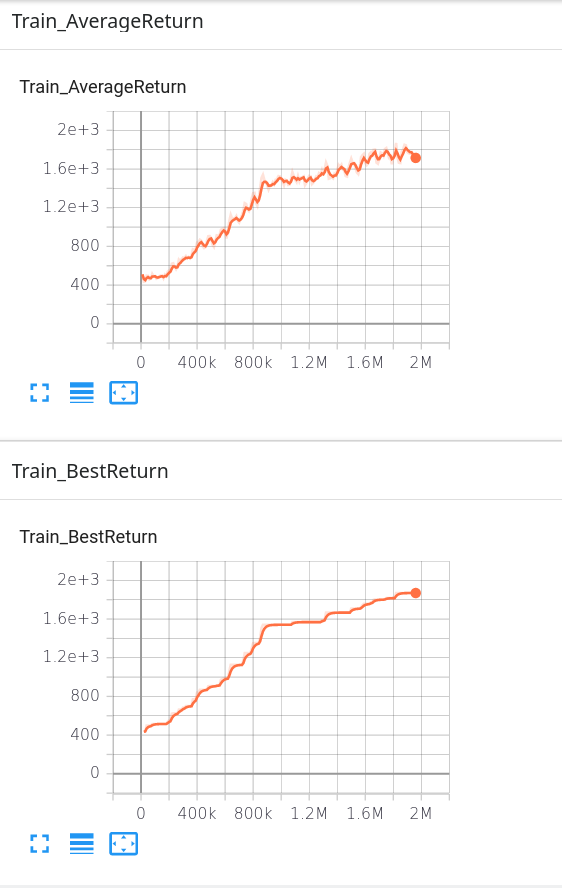 Train_AverageReturn
Train_AverageReturn
2e+3
1.6e+3
1.2e+3
800
400
0
0 400k 800k 1.2M 1.6M 2M
Train_BestReturn
Train_BestReturn
2e+3
1.6e+3
1.2e+3
800
400
0
0 400k 800k 1.2M 1.6M 2M